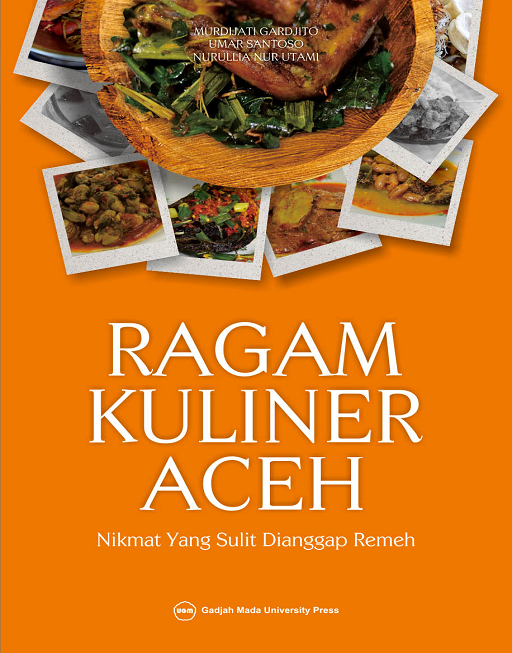 MURDIJATI GARDJITO
UMAR SANTOSO
NURULLIA NUR UTAMI
RAGAM
KULINER
ACEH
Nikmat Yang Sulit Dianggap Remeh
UGM Gadjah Mada University Press